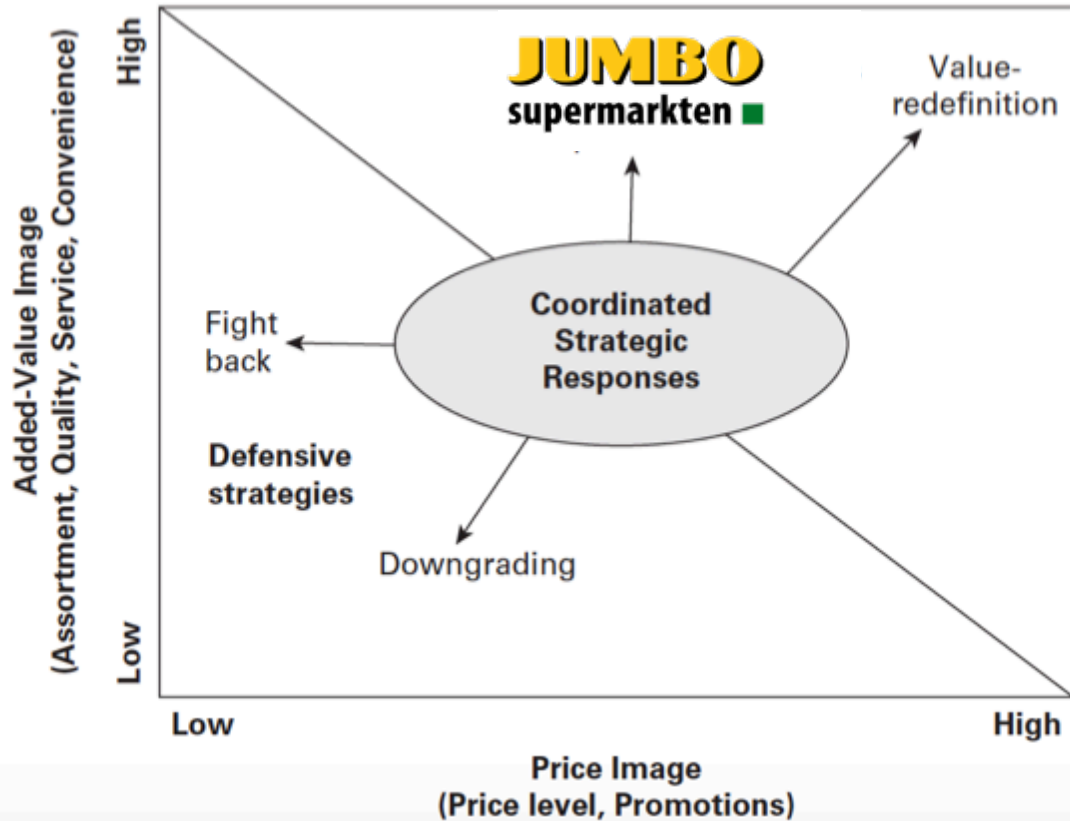 High
Added-Value Image
(Assortment, Quality, Service, Convenience)
Low
JUMBO
supermarkten
Value-
redefinition
Fight
back
Coordinated
Strategic
Responses
Defensive
strategies
Downgrading
Low
High
Price Image
(Price level, Promotions)